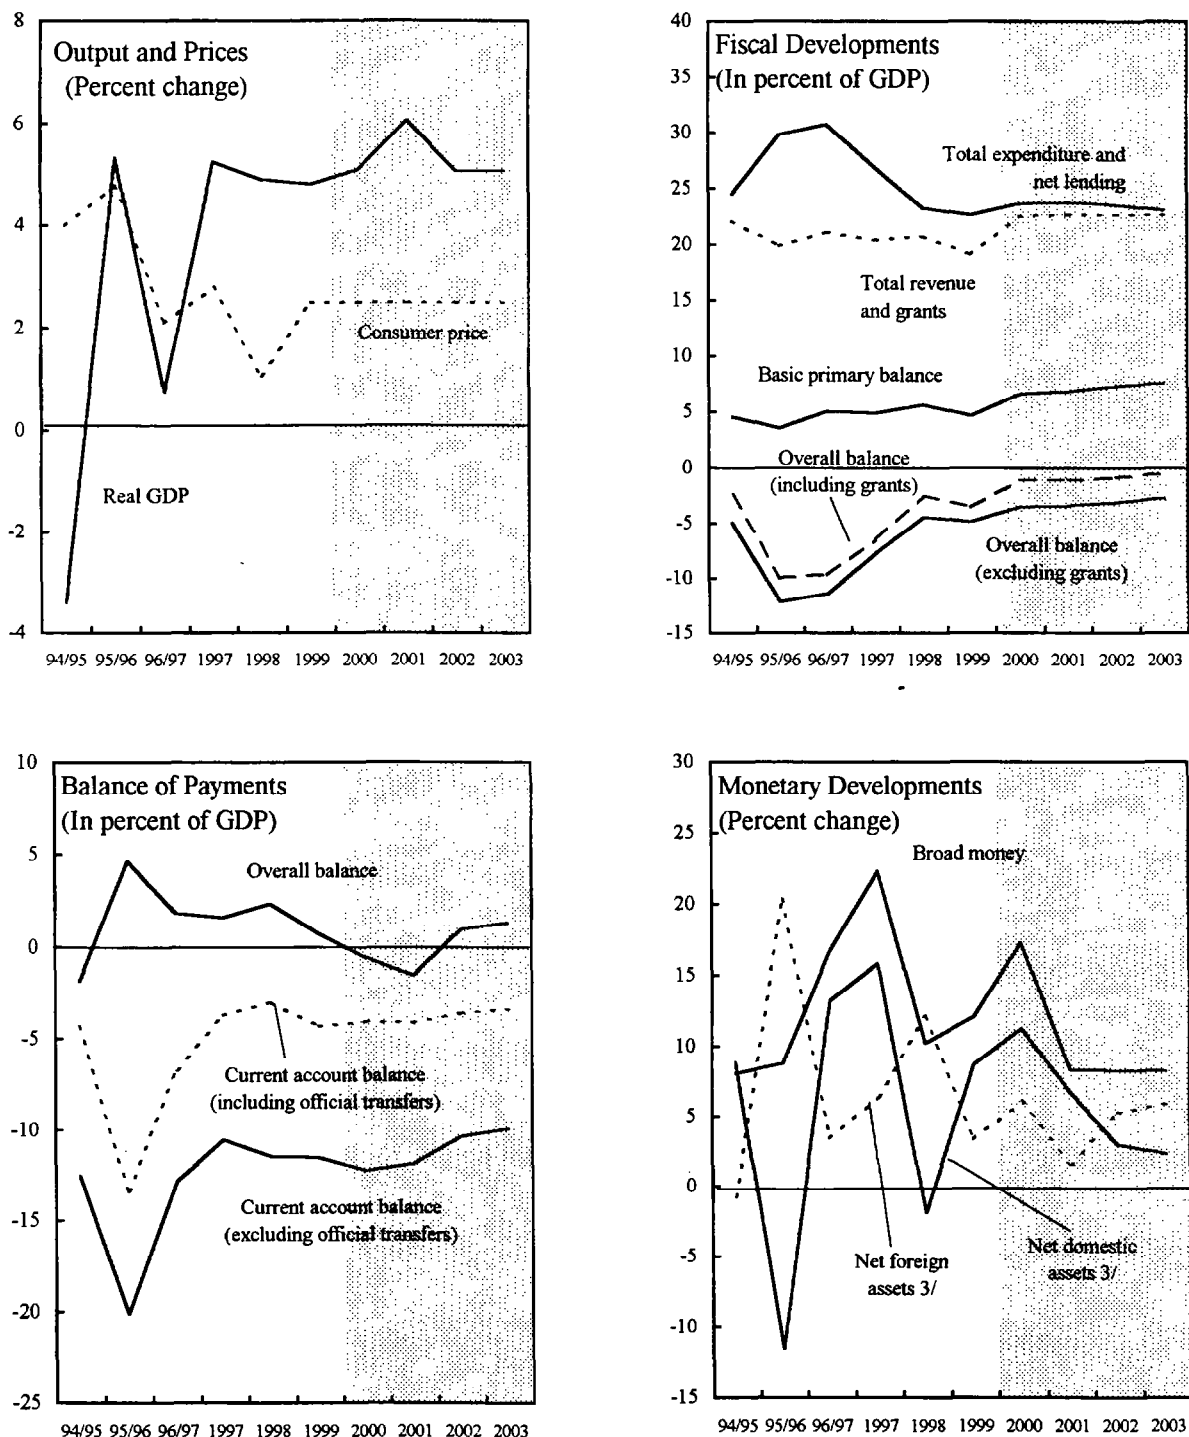 Output and Prices
(Percent change)
8
6
4
2
0
-2
-4
Consumer price
Real GDP
94/95 95/96 96/97 1997 1998 1999 2000 2001 2002 2003
Fiscal Developments
(In percent of GDP)
40
35
30
25
20
15
10
5
0
-5
-10
-15
Total expenditure and
net lending
Total revenue
and grants
Basic primary balance
Overall balance
(including grants)
Overall balance
(excluding grants)
94/95 95/96 96/97 1997 1998 1999 2000 2001 2002 2003
Balance of Payments
(In percent of GDP)
10
5
0
-5
-10
-15
-20
-25
Overall balance
Current account balance
(including official transfers)
Current account balance
(excluding official transfers)
94/95 95/96 96/97 1997 1998 1999 2000 2001 2002 2003
Monetary Developments
(Percent change)
30
25
20
15
10
5
0
-5
-10
-15
Broad money
Net foreign
assets 3/
Net domestic
assets 3/
94/95 95/96 96/97 1997 1998 1999 2000 2001 2002 2003